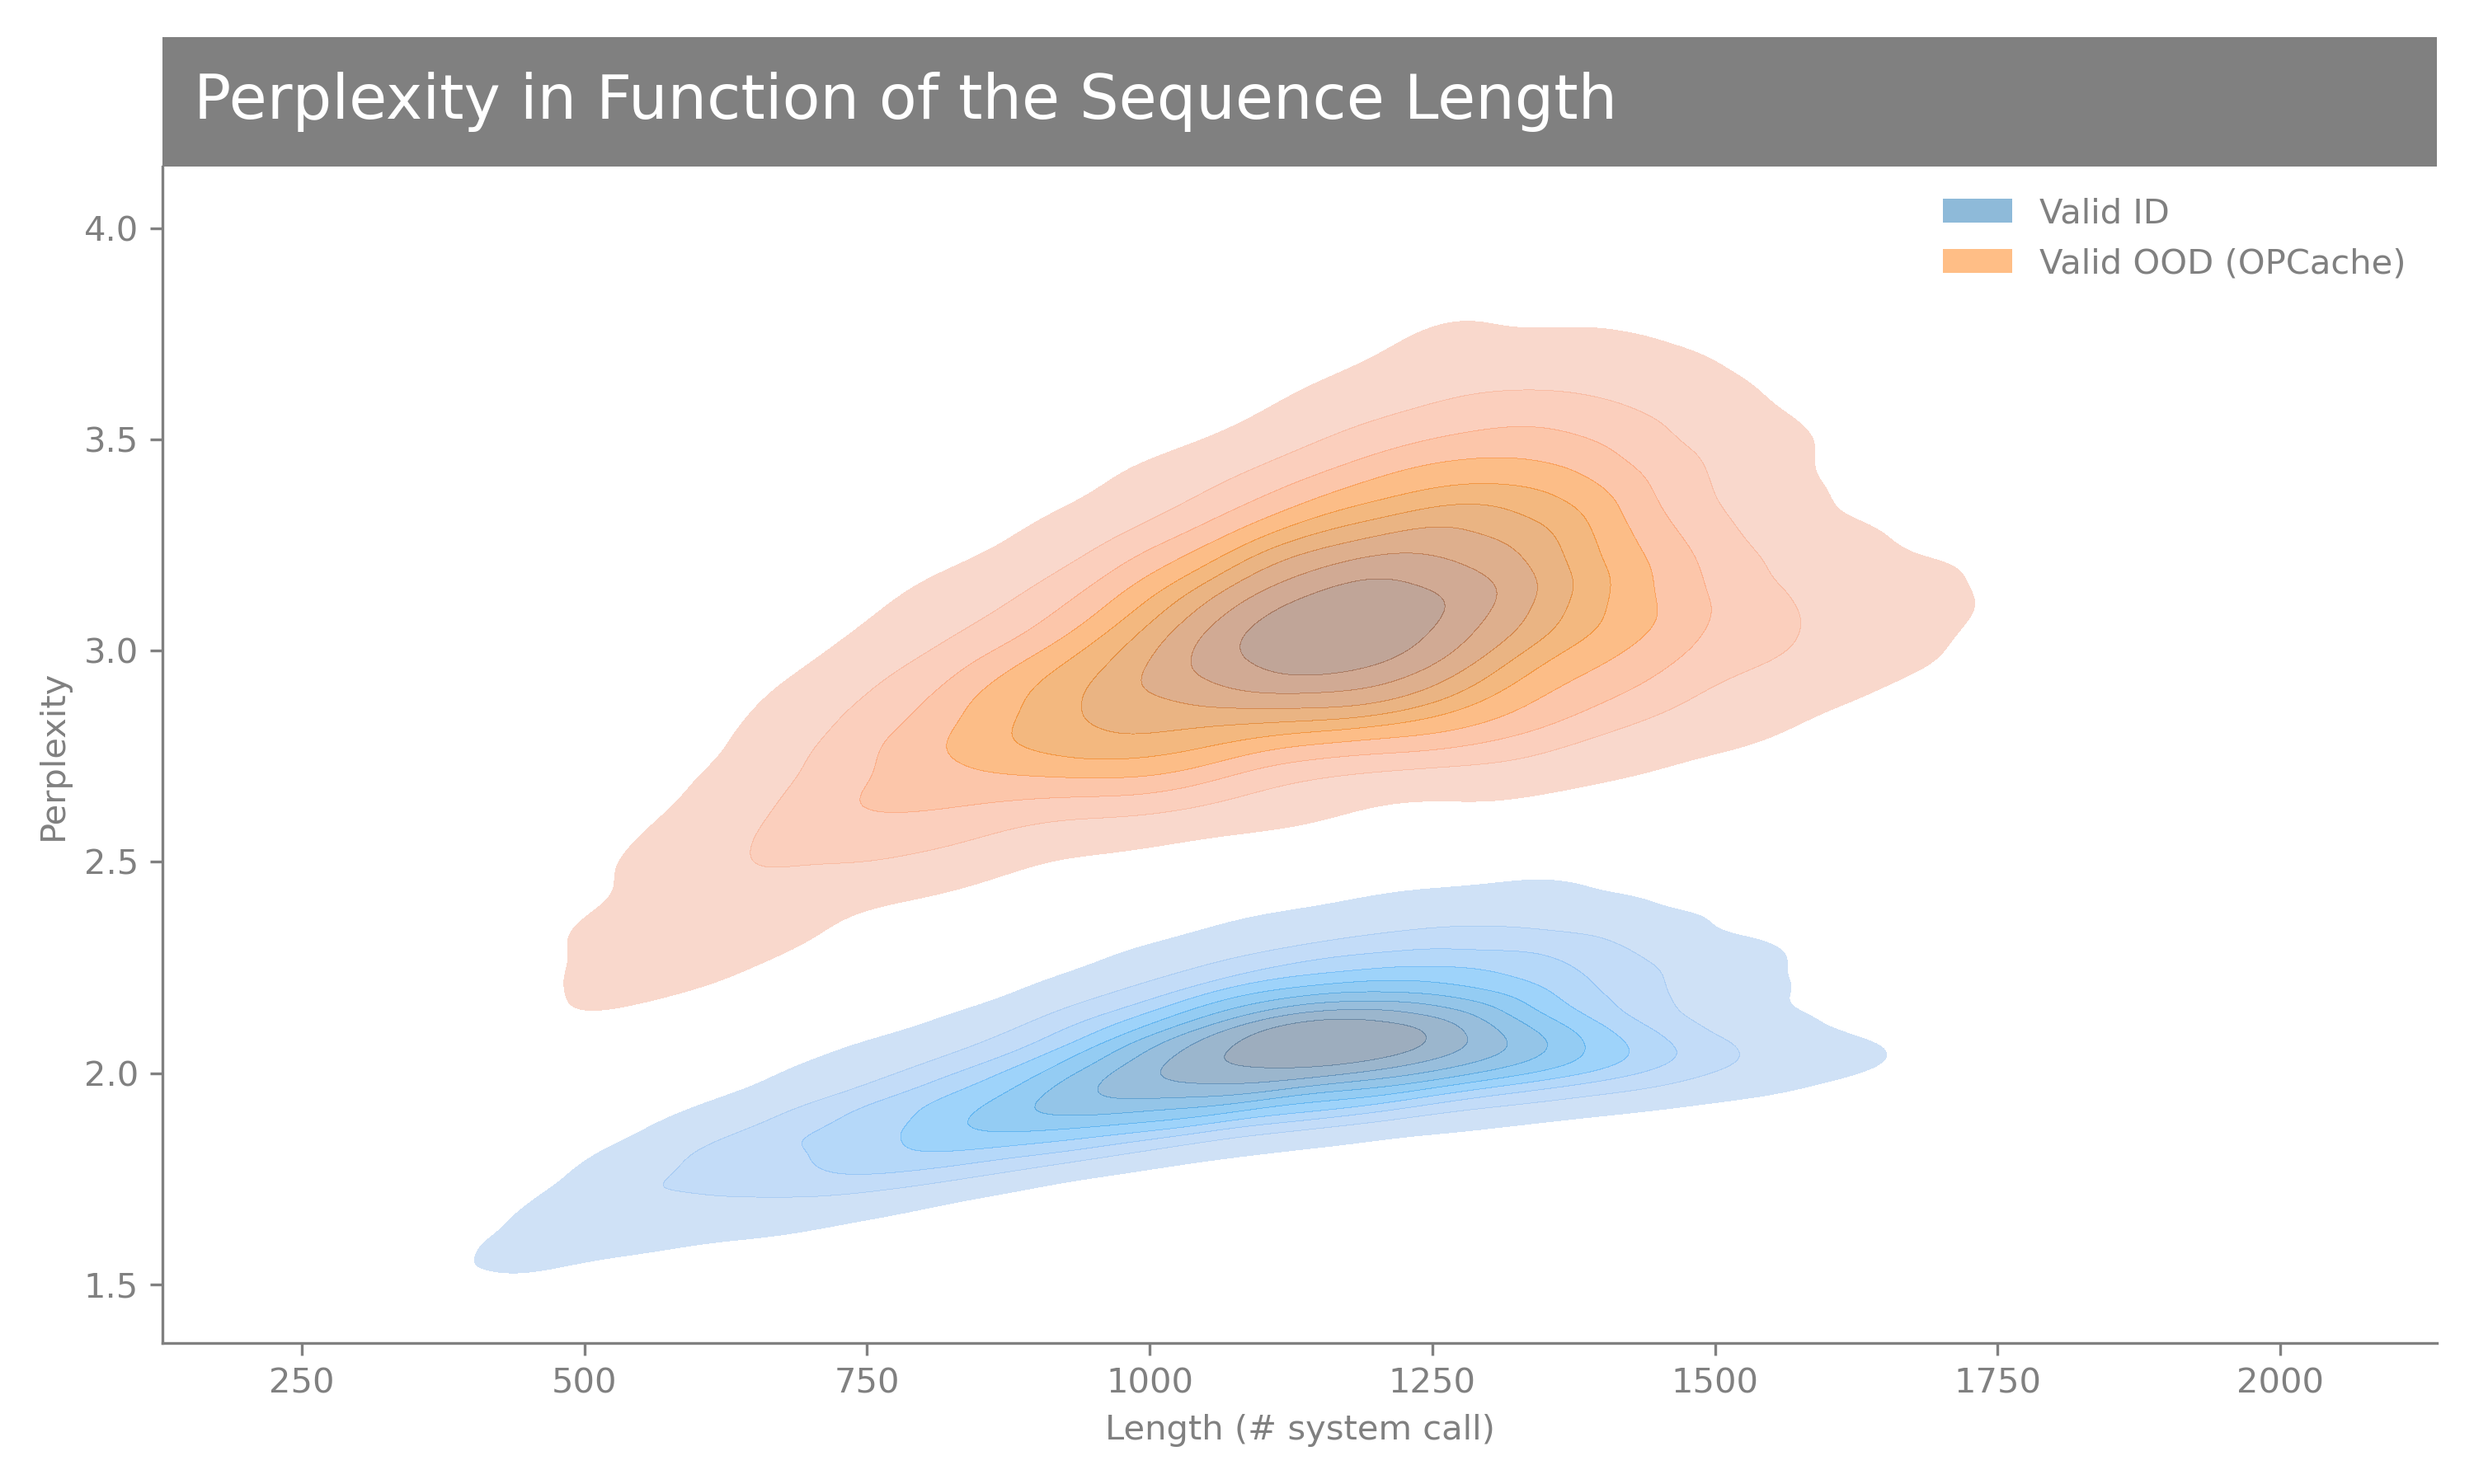 Perplexity in Function of the Sequence Length
Valid ID
Valid OOD (OPCache)
4.0
3.5
3.0
2.5
2.0
1.5
Perplexity
250 500 750 1000 1250 1500 1750 2000
Length (# system call)